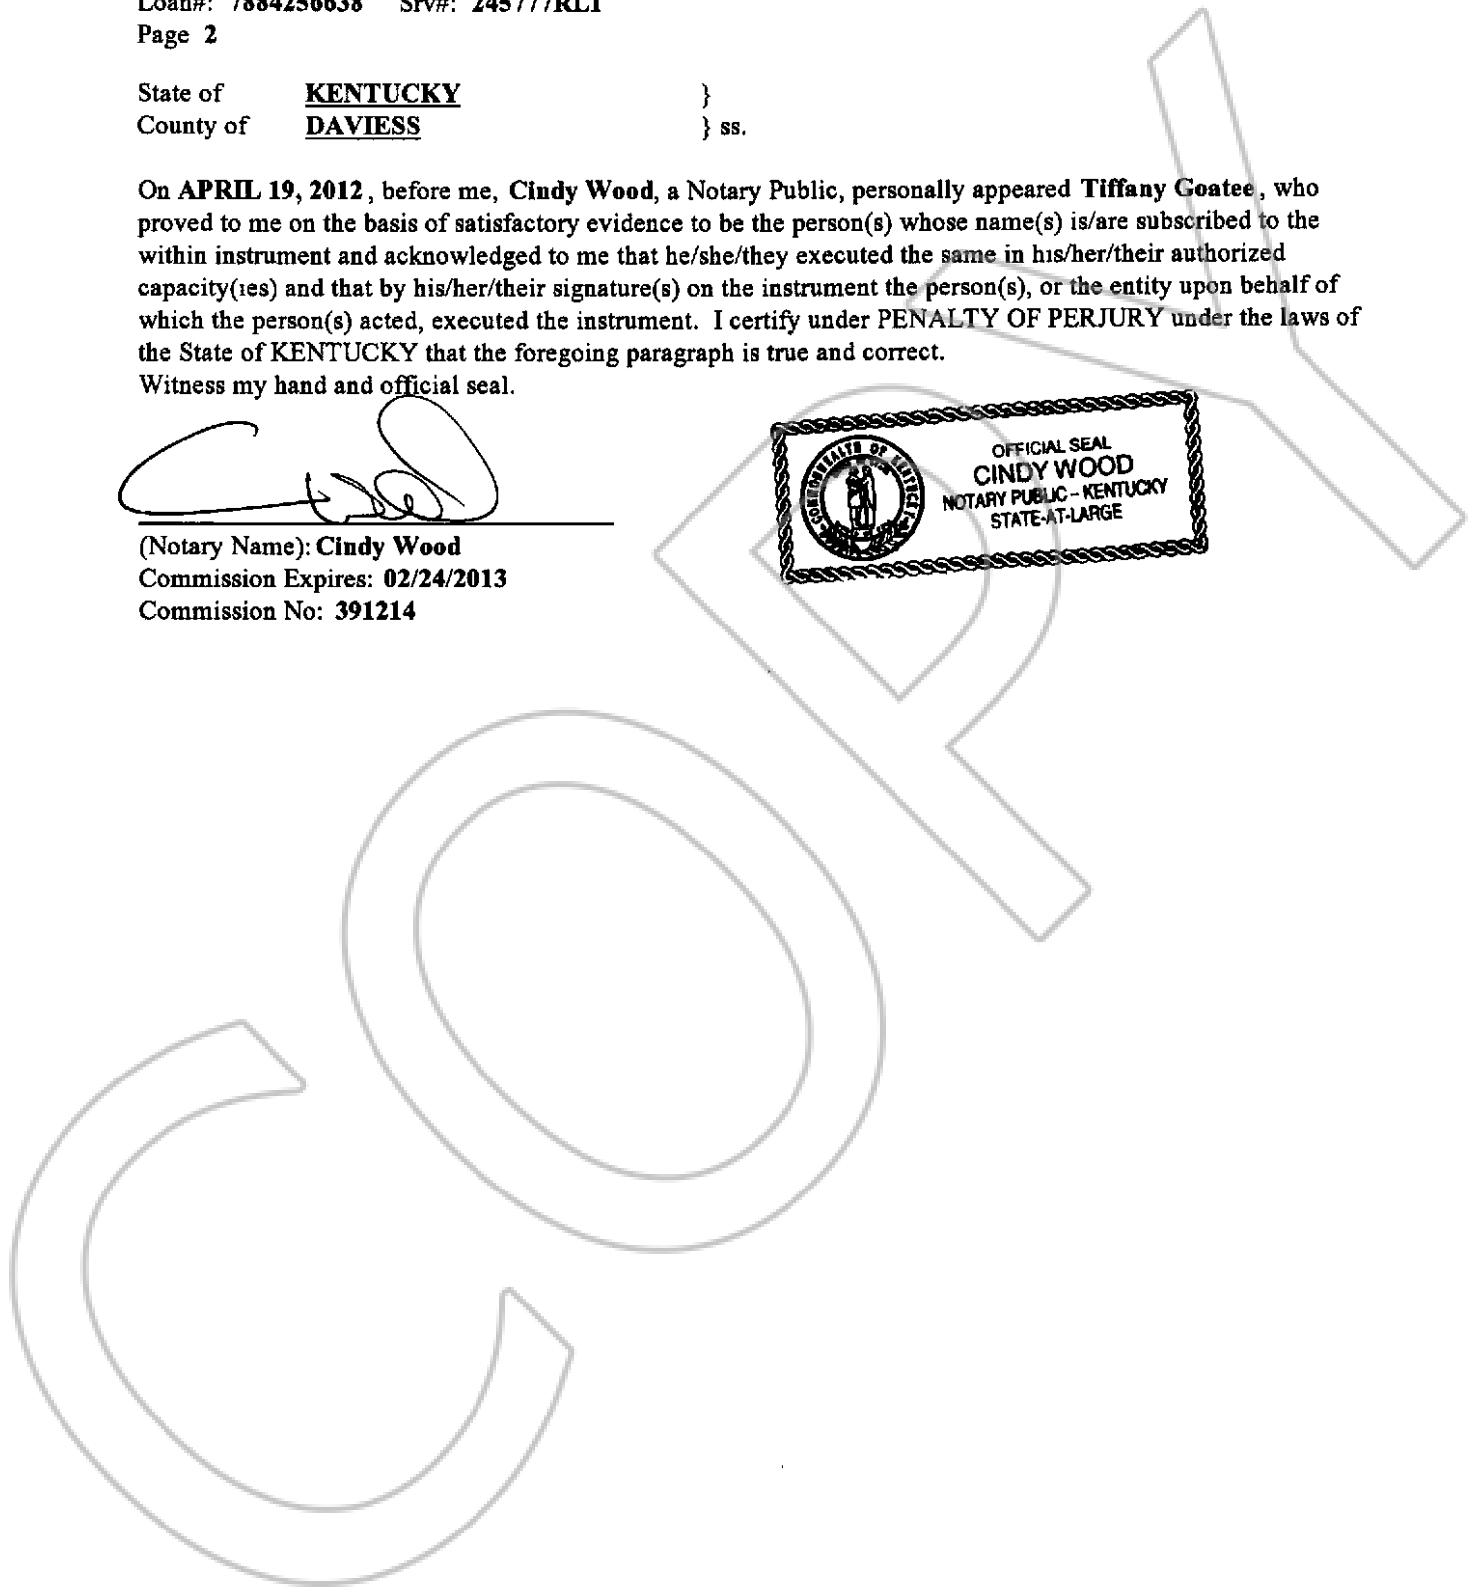 Loan#: 7884256638 Srv#: 245777RL1
Page 2
State of KENTUCKY }
County of DAVIESS } ss.
On APRIL 19, 2012, before me, Cindy Wood, a Notary Public, personally appeared Tiffany Goatee, who
proved to me on the basis of satisfactory evidence to be the person(s) whose name(s) is/are subscribed to the
within instrument and acknowledged to me that he/she/they executed the same in his/her/their authorized
capacity(ies) and that by his/her/their signature(s) on the instrument the person(s), or the entity upon behalf of
which the person(s) acted, executed the instrument. I certify under PENALTY OF PERJURY under the laws of
the State of KENTUCKY that the foregoing paragraph is true and correct.
Witness my hand and official seal.
COMMONWEALTH OF KENTUCKY
OFFICIAL SEAL
CINDY WOOD
NOTARY PUBLIC - KENTUCKY
STATE-AT-LARGE
(Notary Name): Cindy Wood
Commission Expires: 02/24/2013
Commission No: 391214
COPY